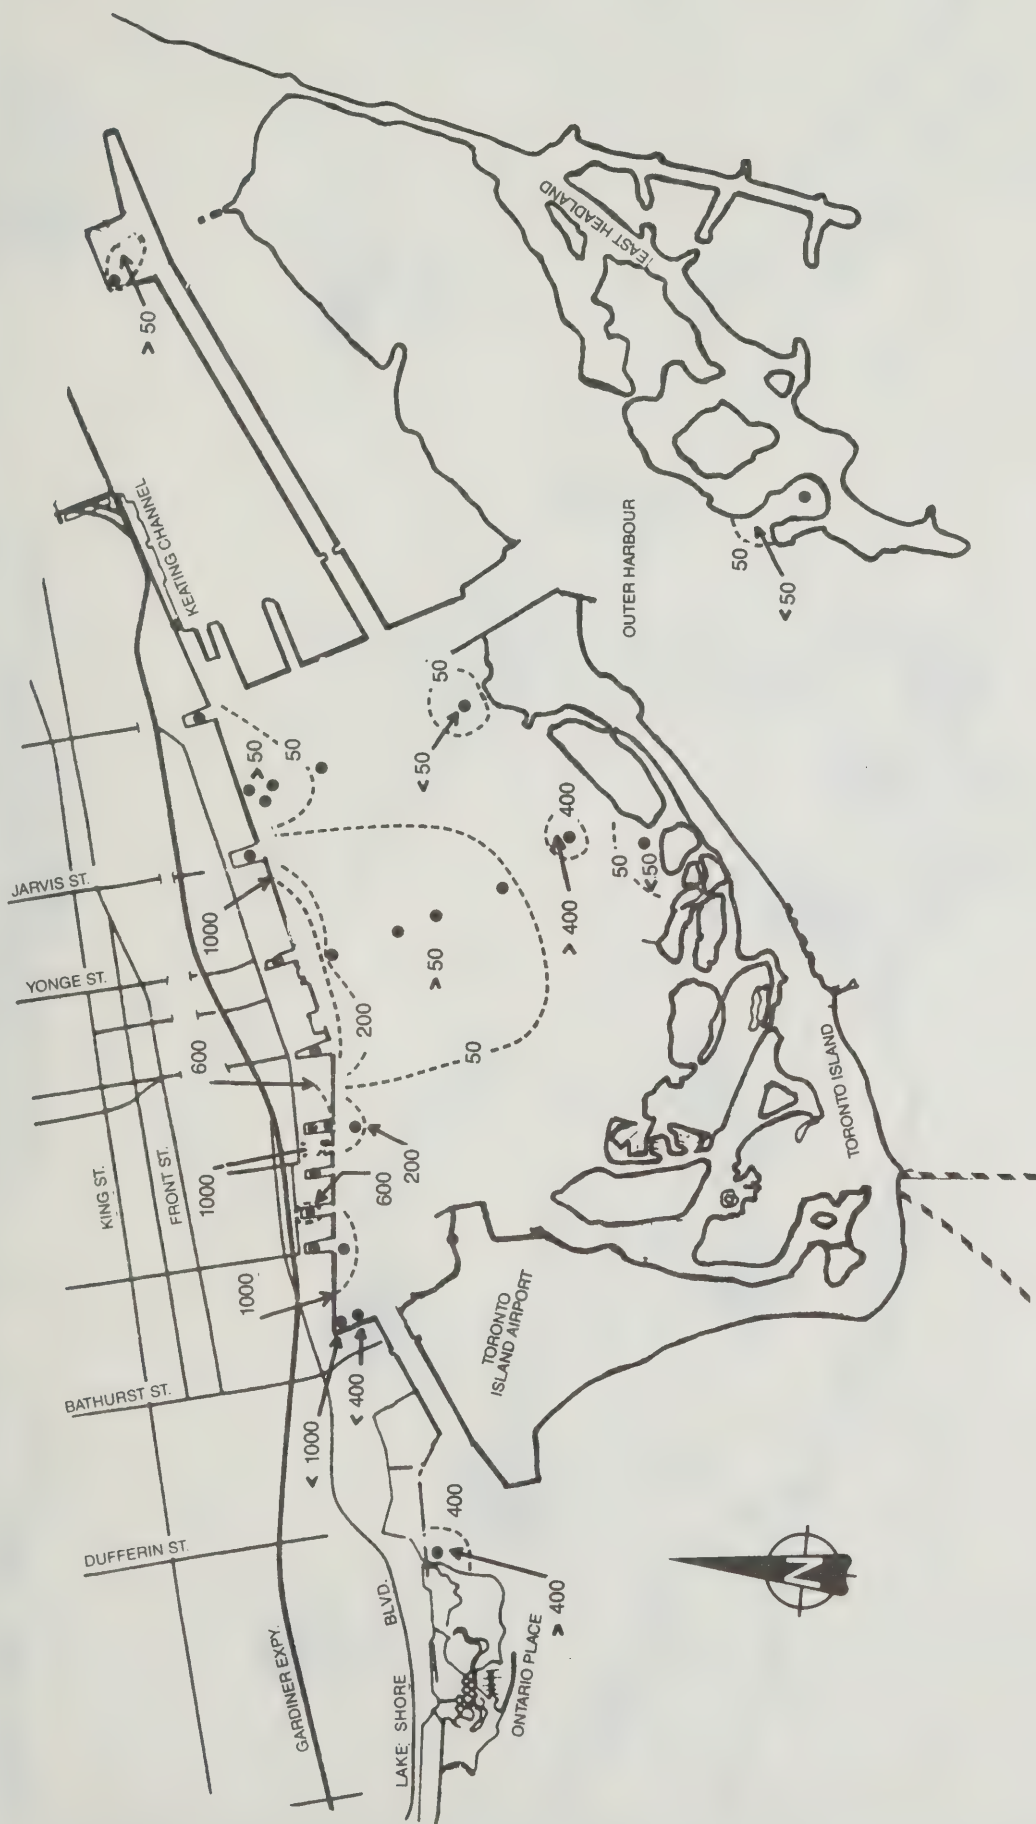 EAST HEADLAND
> 50
KEATING CHANNEL
OUTER HARBOUR
50
< 50
50
< 50
> 50
50
400
> 400
50
< 50
JARVIS ST.
1000
YONGE ST.
> 50
50
200
600
TORONTO ISLAND
KING ST.
FRONT ST.
1000
600
200
1000
TORONTO
ISLAND AIRPORT
BATHURST ST.
< 1000
< 400
DUFFERIN ST.
400
> 400
GARDINER EXPY.
LAKE SHORE BLVD.
ONTARIO PLACE
N